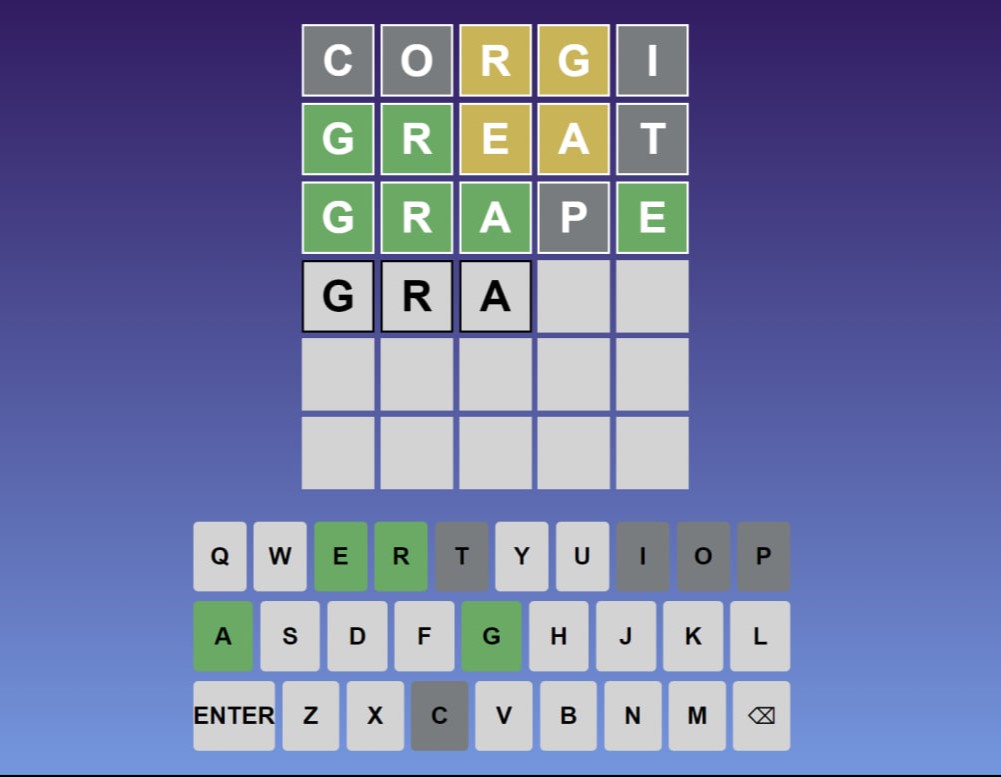 C O R G I
G R E A T
G R A P E
G R A
Q W E R T Y U I O P
A S D F G H J K L
ENTER Z X C V B N M ⌫